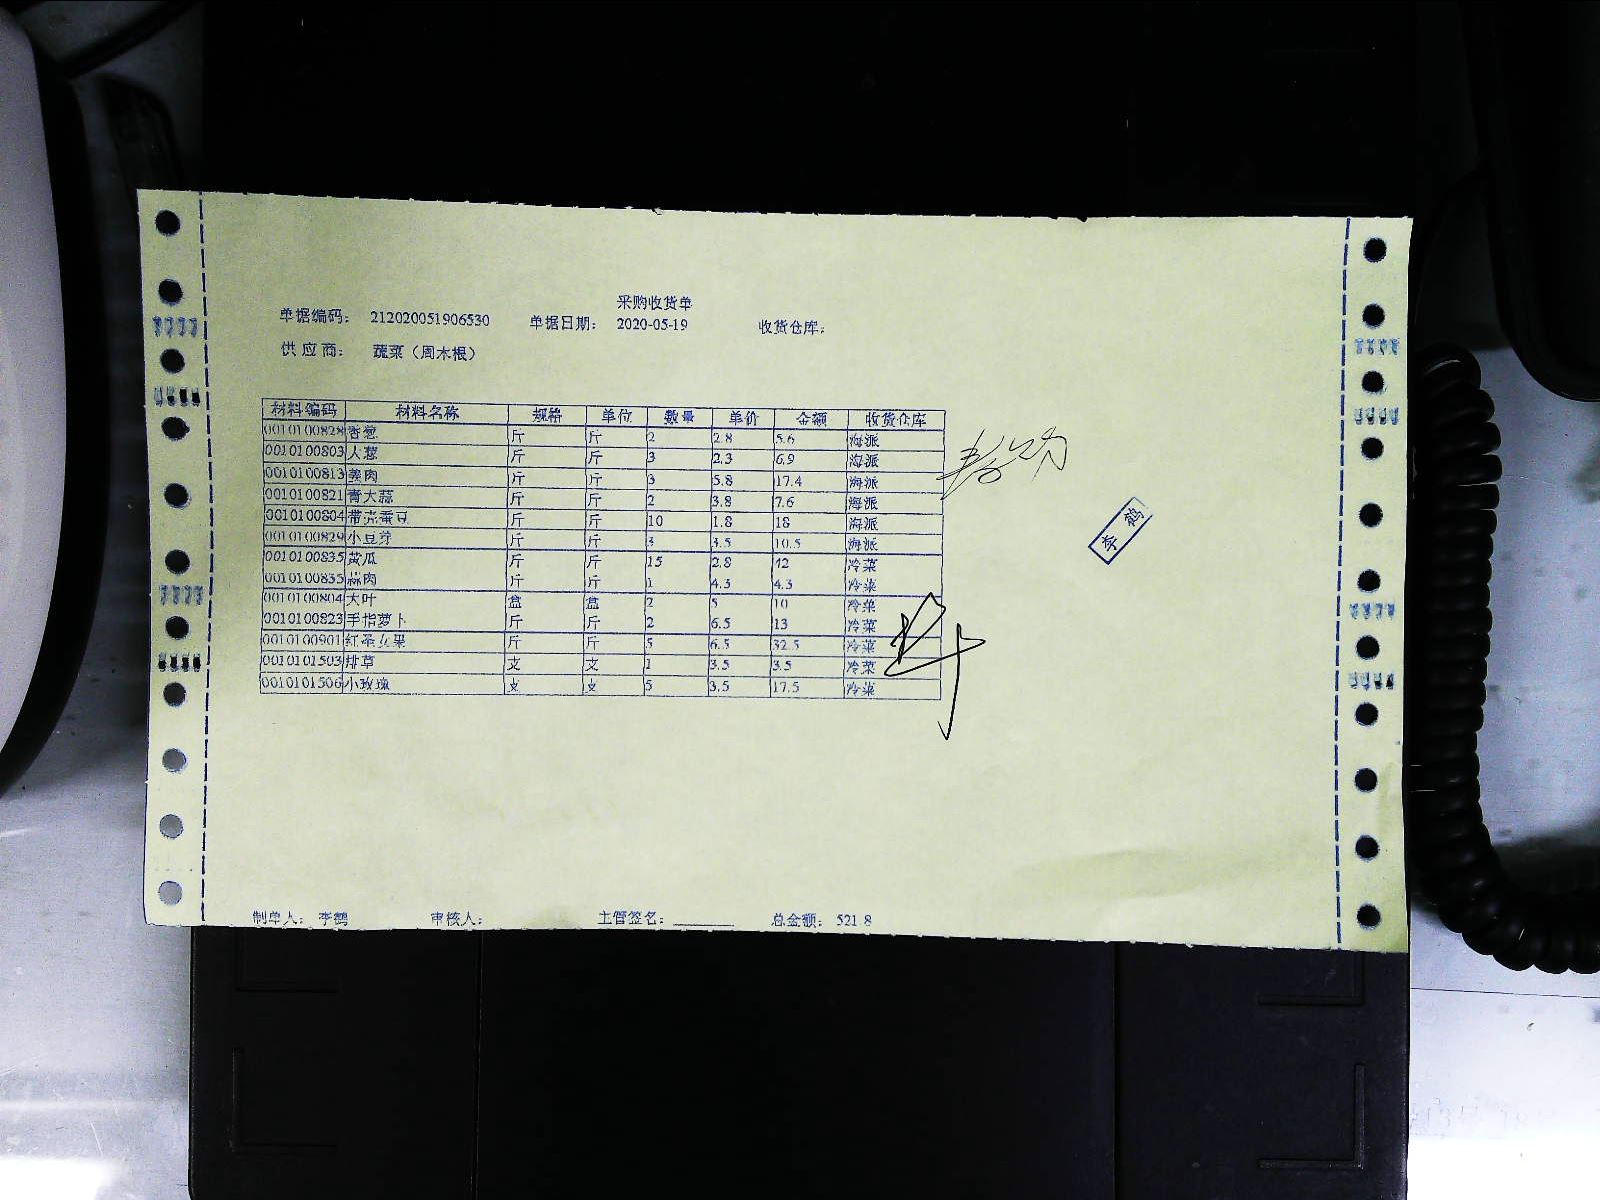 采购收货单
单据编码： 212020051906530 单据日期： 2020-05-19 收货仓库：
供应商： 蔬菜（周木根）
材料编码 材料名称 规格 单位 数量 单价 金额 收货仓库
0010100828 香葱 斤 斤 2 2.8 5.6 海派
0010100803 大葱 斤 斤 3 2.3 6.9 海派
0010100813 姜肉 斤 斤 3 5.8 17.4 海派
0010100821 青大蒜 斤 斤 2 3.8 7.6 海派
0010100804 带壳蚕豆 斤 斤 10 1.8 18 海派
0010100829 小豆芽 斤 斤 3 3.5 10.5 海派
0010100835 黄瓜 斤 斤 15 2.8 42 冷菜
0010100835 蒜肉 斤 斤 1 4.3 4.3 冷菜
0010100804 大叶 盒 盒 2 5 10 冷菜
0010100823 手指萝卜 斤 斤 2 6.5 13 冷菜
0010100901 红圣女果 斤 斤 5 6.5 32.5 冷菜
0010101503 排草 支 支 1 3.5 3.5 冷菜
0010101506 小玫瑰 支 支 5 3.5 17.5 冷菜
李鹤
制单人： 李鹤 审核人： 主管签名： 总金额： 521.8